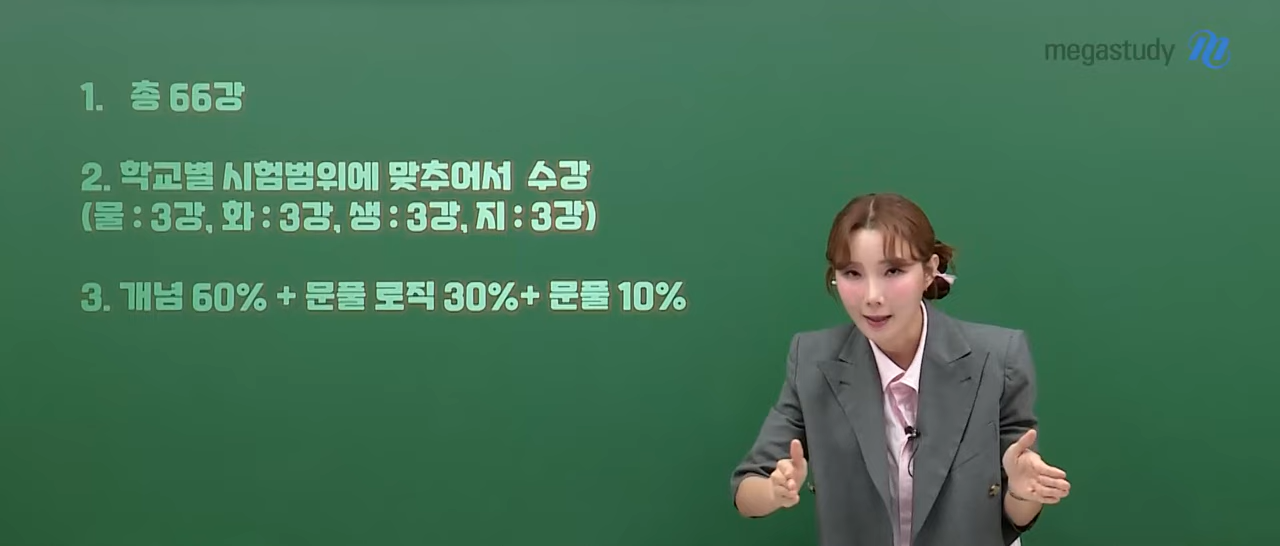 megastudy
1. 총 66강
2. 학교별 시험범위에 맞추어서 수강
(물 : 3강, 화 : 3강, 생 : 3강, 지 : 3강)
3. 개념 60% + 문풀 로직 30%+ 문풀 10%